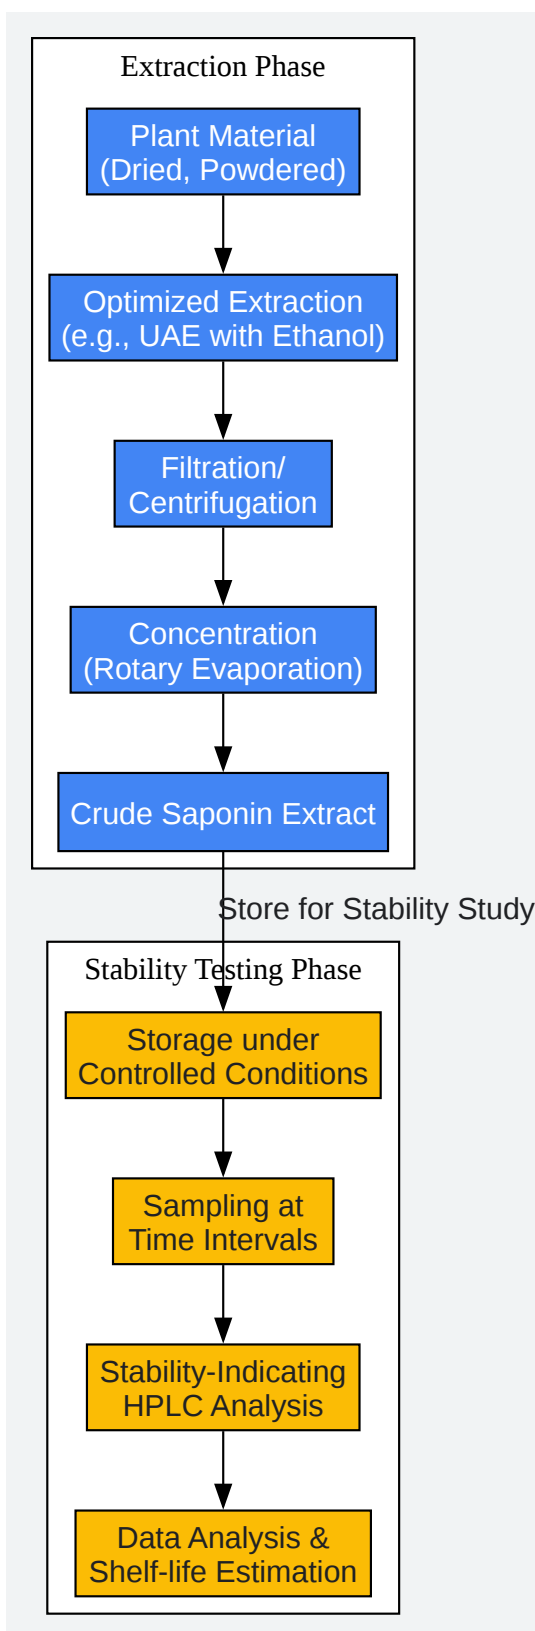 Extraction Phase
Plant Material
(Dried, Powdered)
Optimized Extraction
(e.g., UAE with Ethanol)
Filtration/
Centrifugation
Concentration
(Rotary Evaporation)
Crude Saponin Extract
Store for Stability Study
Stability Testing Phase
Storage under
Controlled Conditions
Sampling at
Time Intervals
Stability-Indicating
HPLC Analysis
Data Analysis &
Shelf-life Estimation